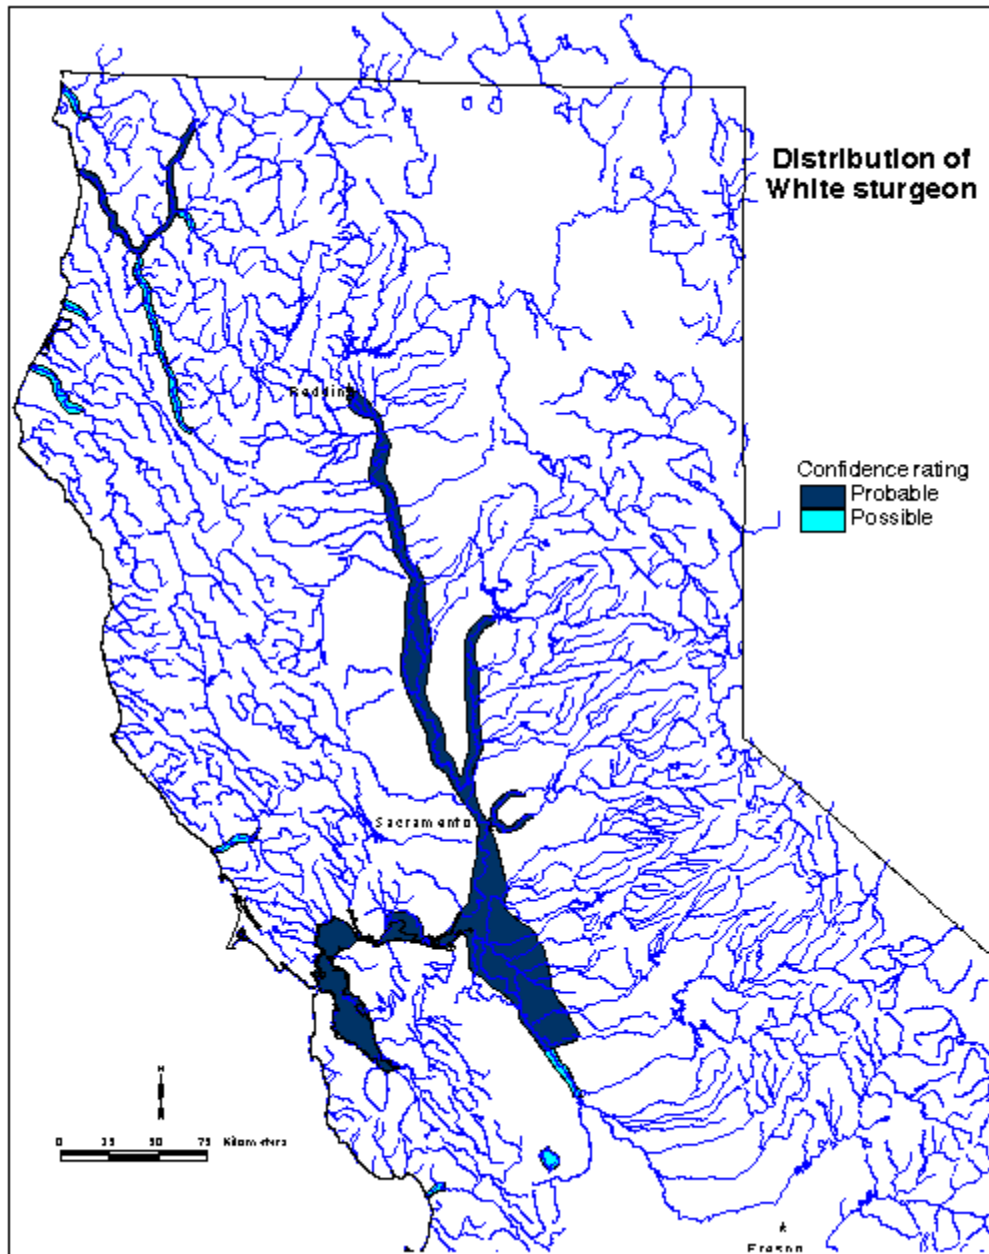 Distribution of
White sturgeon
Redding
Confidence rating
Probable
Possible
Sacramento
N
0 25 50 75 Kilometers
Fresno